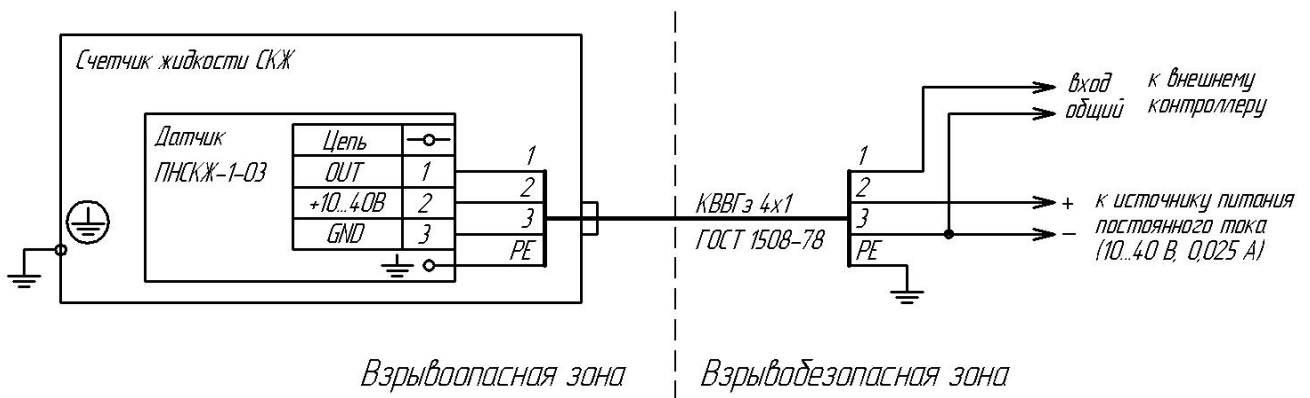 Счетчик жидкости СКЖ
Датчик
ПНСКЖ-1-03
Цепь
OUT 1
+10...40В 2
GND 3
1
2
3
PE
КВВГэ 4х1
ГОСТ 1508-78
1
2
3
PE
вход к внешнему
общий контроллеру
+ к источнику питания
− постоянного тока
(10...40 В, 0,025 А)
Взрывоопасная зона
Взрывобезопасная зона